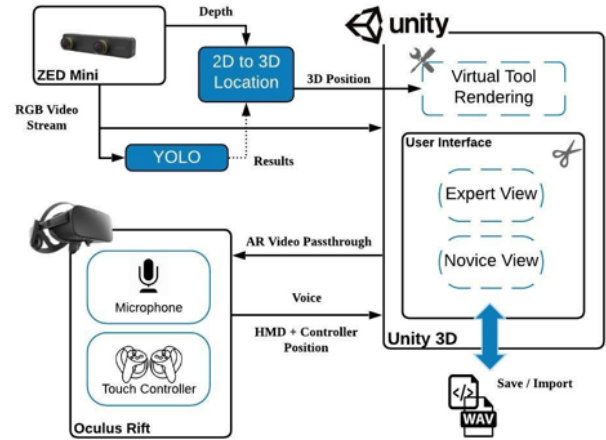 Depth
unity
ZED Mini
2D to 3D
Location
3D Position
Virtual Tool
Rendering
RGB Video
Stream
YOLO
Results
User Interface
Expert View
Novice View
AR Video Passthrough
Microphone
Voice
HMD + Controller
Position
Unity 3D
Touch Controller
Oculus Rift
Save / Import
</>
WAV